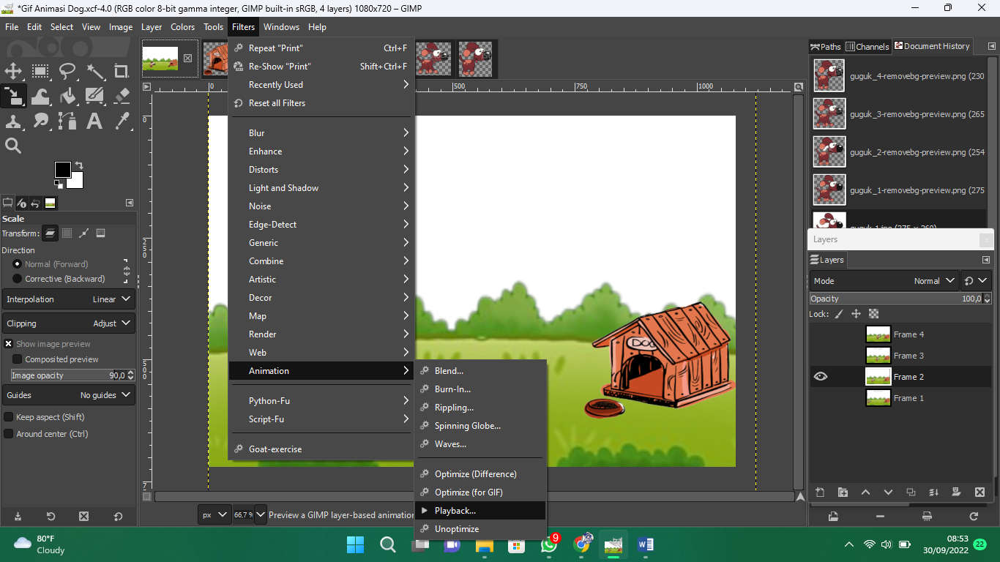 *Gif Animasi Dog.xcf-4.0 (RGB color 8-bit gamma integer, GIMP built-in sRGB, 4 layers) 1080x720 – GIMP
File Edit Select View Image Layer Colors Tools Filters Windows Help
Repeat "Print" Ctrl+F
Re-Show "Print" Shift+Ctrl+F
Recently Used
Reset all Filters
Blur
Enhance
Distorts
Light and Shadow
Noise
Edge-Detect
Generic
Combine
Artistic
Decor
Map
Render
Web
Animation
Python-Fu
Script-Fu
Goat-exercise
Blend...
Burn-In...
Rippling...
Spinning Globe...
Waves...
Optimize (Difference)
Optimize (for GIF)
Playback...
Unoptimize
Scale
Transform:
Direction
Normal (Forward)
Corrective (Backward)
Interpolation Linear
Clipping Adjust
Show image preview
Composited preview
Image opacity 90,0
Guides No guides
Keep aspect (Shift)
Around center (Ctrl)
0 500 750 1000
0
250
500
7
DOG
px 66,7 % Preview a GIMP layer-based animation
Paths Channels Document History
guguk_4-removebg-preview.png (230
guguk_3-removebg-preview.png (265
guguk_2-removebg-preview.png (254
guguk_1-removebg-preview.png (275
Layers
Layers
Mode Normal
Opacity 100,0
Lock:
Frame 4
Frame 3
Frame 2
Frame 1
80°F
Cloudy
9
08:53
30/09/2022
22